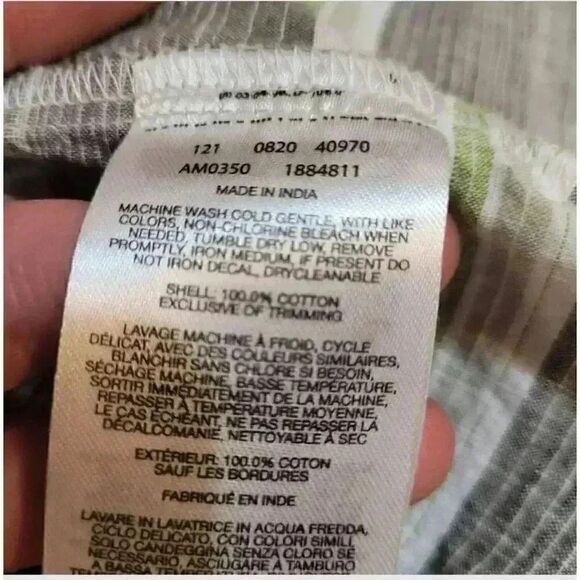 121 0820 40970
AM0350 1884811
MADE IN INDIA
MACHINE WASH COLD GENTLE, WITH LIKE
COLORS, NON-CHLORINE BLEACH WHEN
NEEDED, TUMBLE DRY LOW, REMOVE
PROMPTLY, IRON MEDIUM, IF PRESENT DO
NOT IRON DECAL, DRYCLEANABLE
SHELL: 100.0% COTTON
EXCLUSIVE OF TRIMMING
LAVAGE MACHINE À FROID, CYCLE
DÉLICAT, AVEC DES COULEURS SIMILAIRES,
BLANCHIR SANS CHLORE SI BESOIN,
SÉCHAGE MACHINE, BASSE TEMPÉRATURE,
SORTIR IMMÉDIATEMENT DE LA MACHINE,
REPASSER À TEMPÉRATURE MOYENNE,
LE CAS ÉCHÉANT, NE PAS REPASSER LA
DÉCALCOMANIE, NETTOYABLE À SEC
EXTÉRIEUR: 100.0% COTON
SAUF LES BORDURES
FABRIQUÉ EN INDE
LAVARE IN LAVATRICE IN ACQUA FREDDA,
CICLO DELICATO, CON COLORI SIMILI,
SOLO CANDEGGINA SENZA CLORO SE
NECESSARIO, ASCIUGARE A TAMBURO
A BASSA